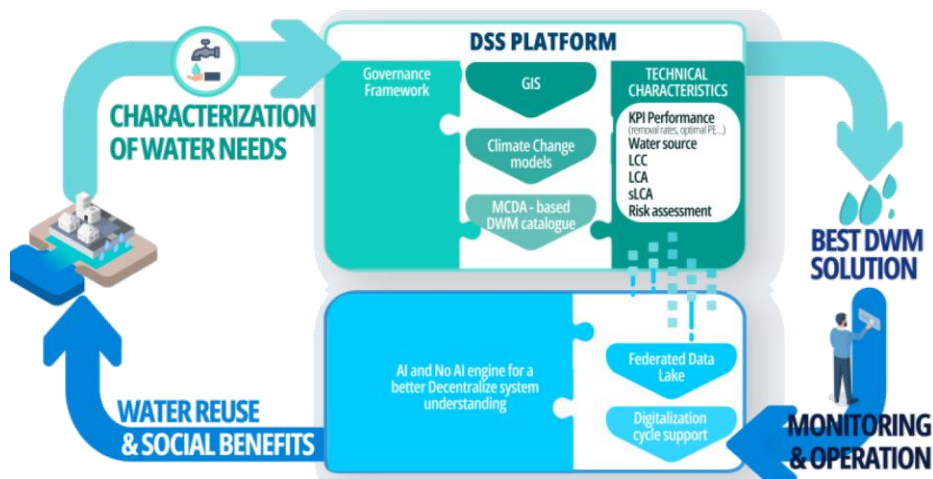 DSS PLATFORM
CHARACTERIZATION
OF WATER NEEDS
Governance
Framework
GIS
Climate Change
models
MCDA - based
DWM catalogue
TECHNICAL
CHARACTERISTICS
KPI Performance
(removal rates, optimal PE...)
Water source
LCC
LCA
sLCA
Risk assessment
BEST DWM
SOLUTION
AI and No AI engine for a
better Decentralize system
understanding
Federated Data
Lake
Digitalization
cycle support
MONITORING
& OPERATION
WATER REUSE
& SOCIAL BENEFITS